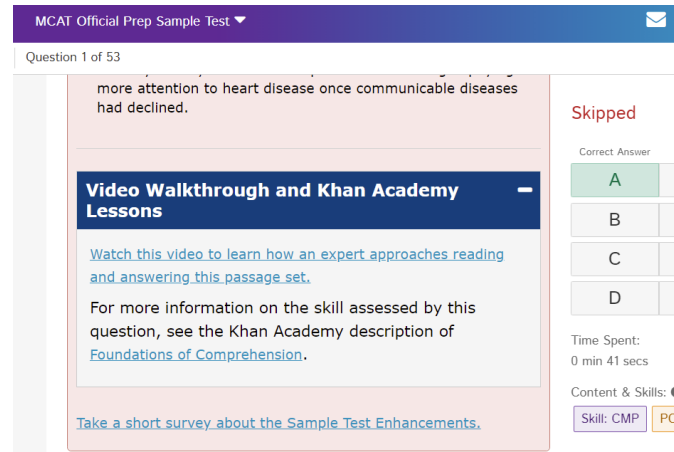 MCAT Official Prep Sample Test
Question 1 of 53
more attention to heart disease once communicable diseases
had declined.
Video Walkthrough and Khan Academy
Lessons
Watch this video to learn how an expert approaches reading
and answering this passage set.
For more information on the skill assessed by this
question, see the Khan Academy description of
Foundations of Comprehension.
Take a short survey about the Sample Test Enhancements.
Skipped
Correct Answer
A
B
C
D
Time Spent:
0 min 41 secs
Content & Skills:
Skill: CMP